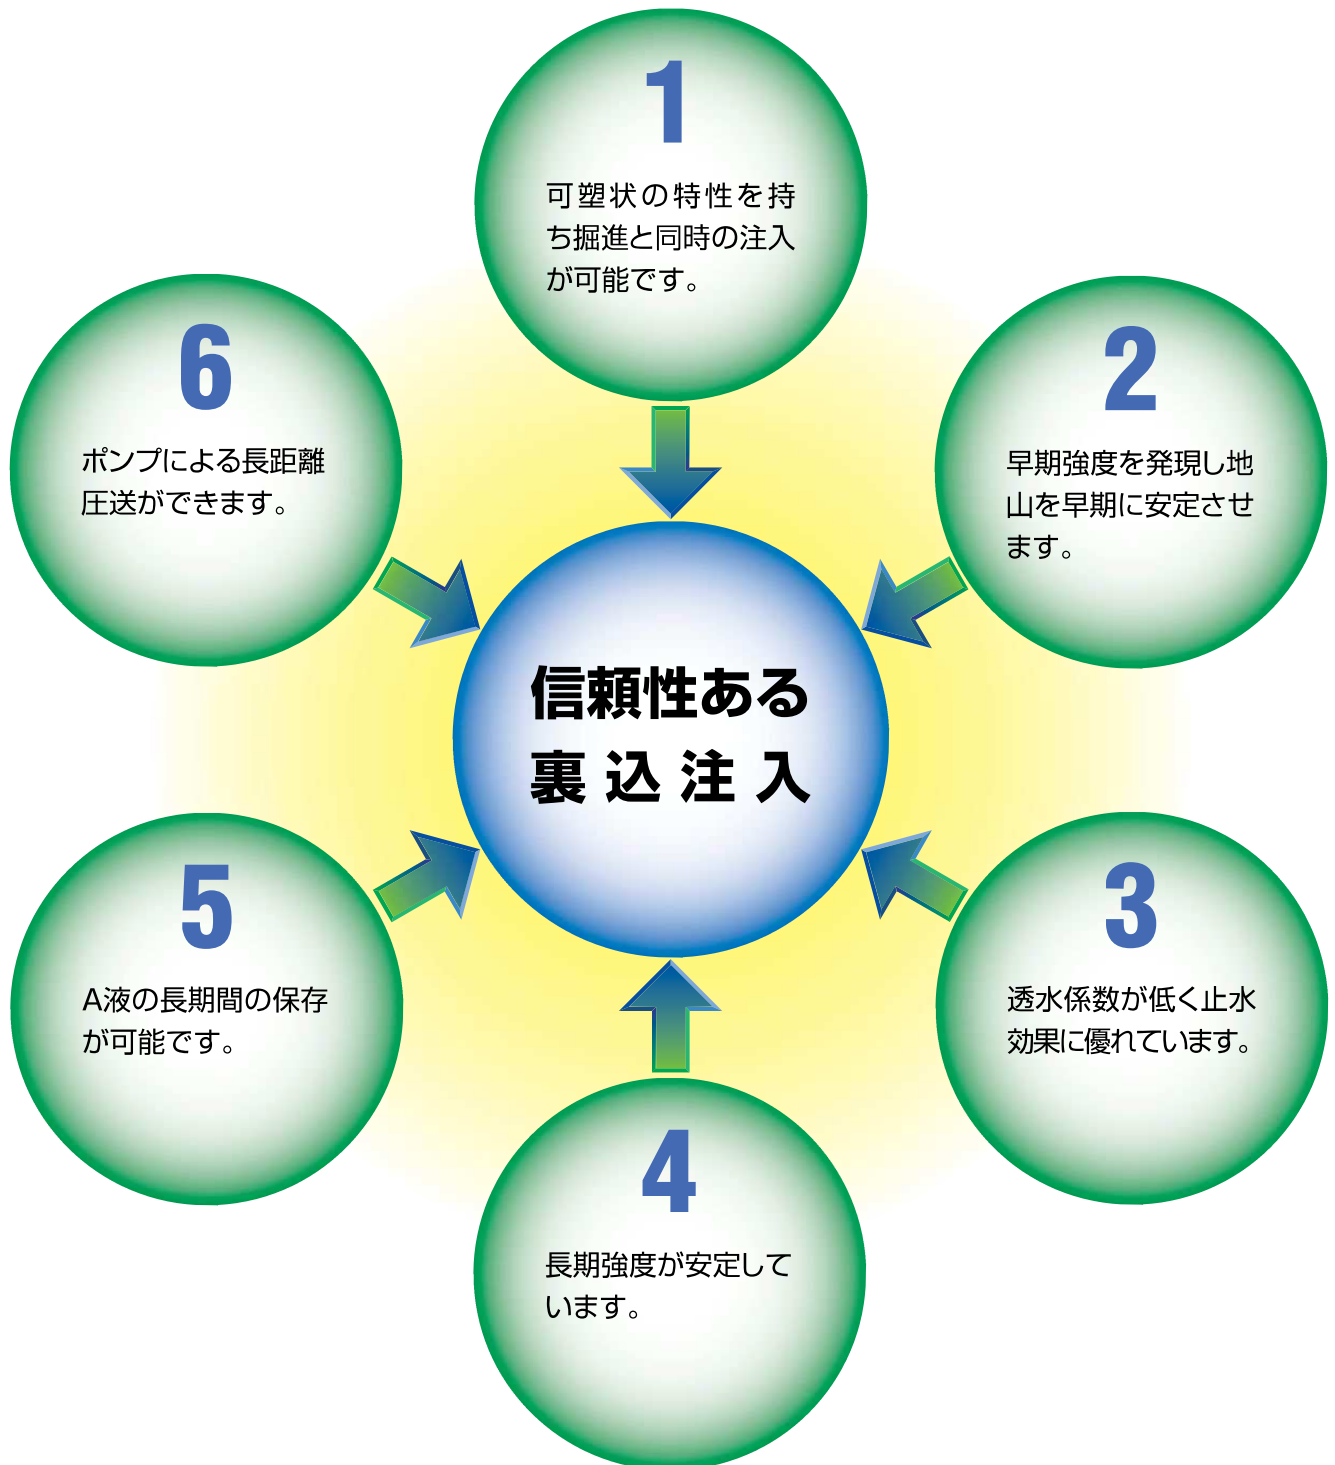 1
可塑状の特性を持
ち掘進と同時の注入
が可能です。
2
早期強度を発現し地
山を早期に安定させ
ます。
3
透水係数が低く止水
効果に優れています。
4
長期強度が安定して
います。
5
A液の長期間の保存
が可能です。
6
ポンプによる長距離
圧送ができます。
信頼性ある
裏込注入